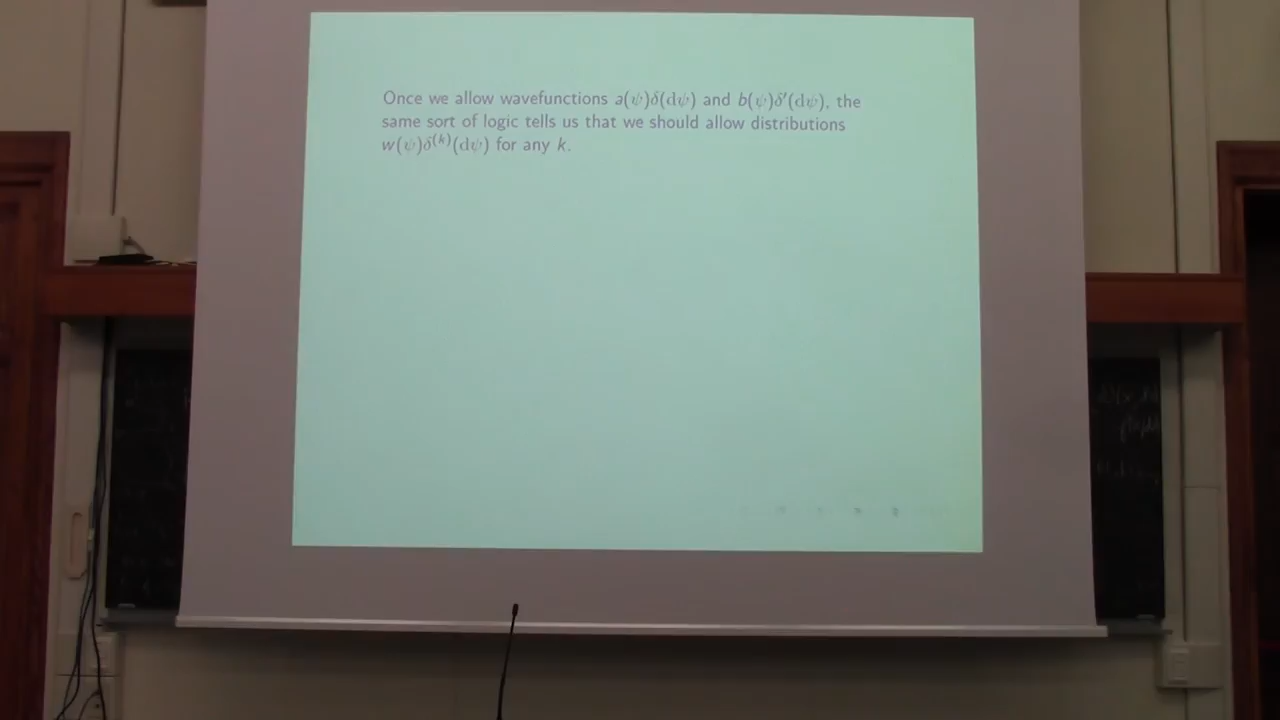 Once we allow wavefunctions a(ψ)δ(dψ) and b(ψ)δ′(dψ), the
same sort of logic tells us that we should allow distributions
w(ψ)δ⁽ᵏ⁾(dψ) for any k.